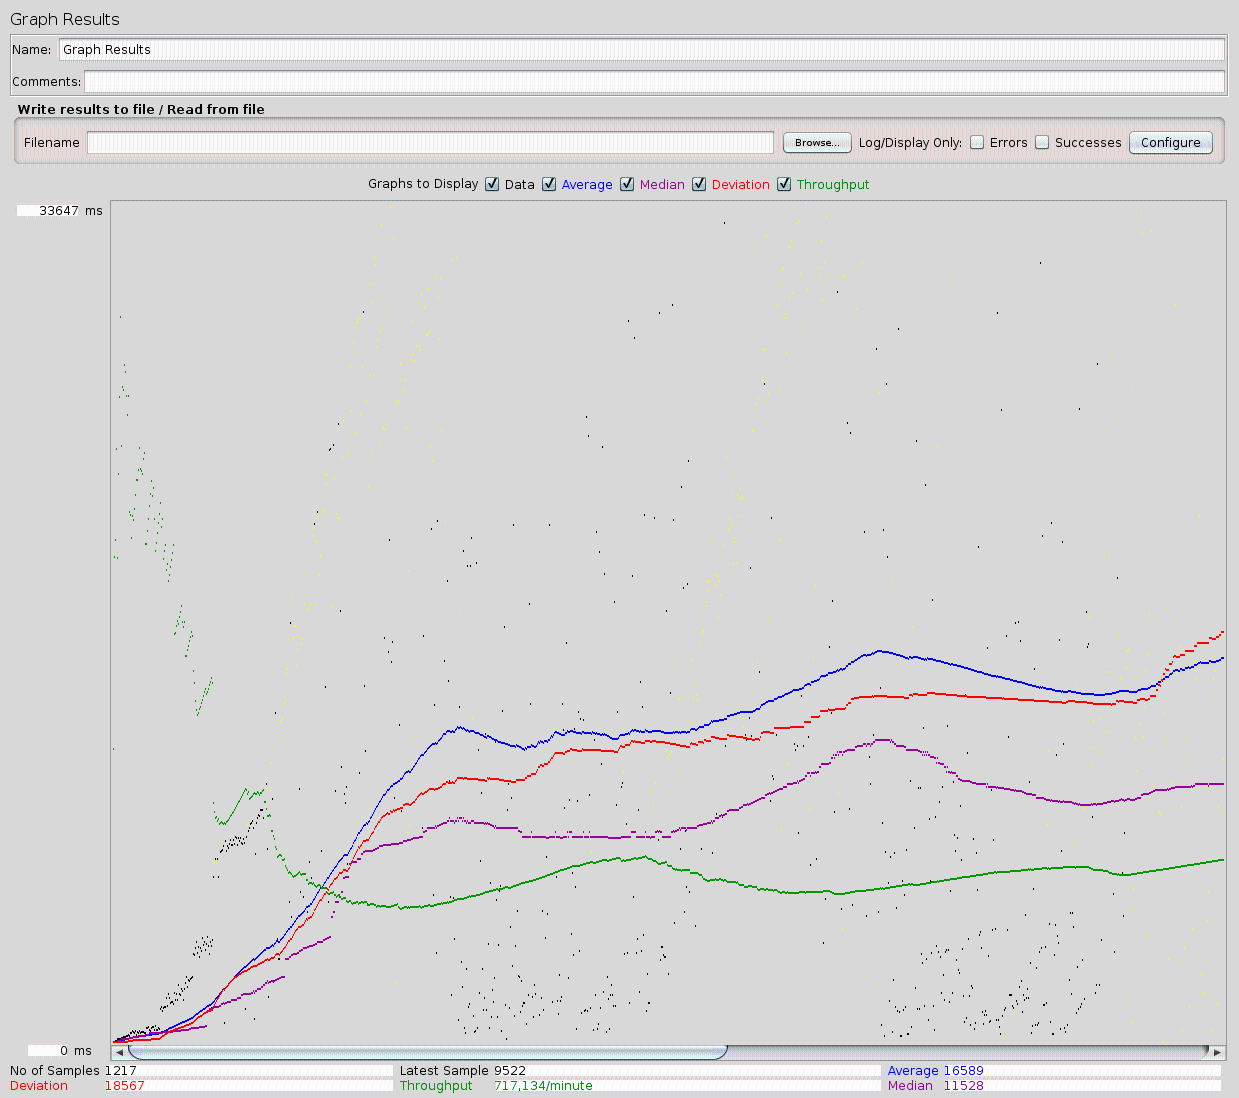 Graph Results
Name: Graph Results
Comments:
Write results to file / Read from file
Filename Browse... Log/Display Only: Errors Successes Configure
Graphs to Display Data Average Median Deviation Throughput
33647 ms
0 ms
No of Samples 1217 Latest Sample 9522 Average 16589
Deviation 18567 Throughput 717,134/minute Median 11528